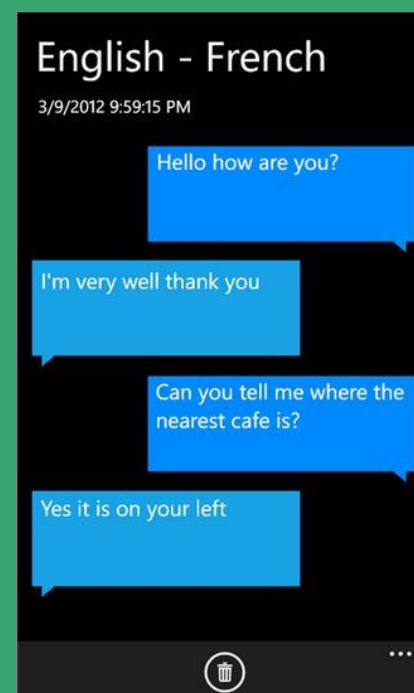 English - French
3/9/2012 9:59:15 PM
Hello how are you?
I'm very well thank you
Can you tell me where the
nearest cafe is?
Yes it is on your left